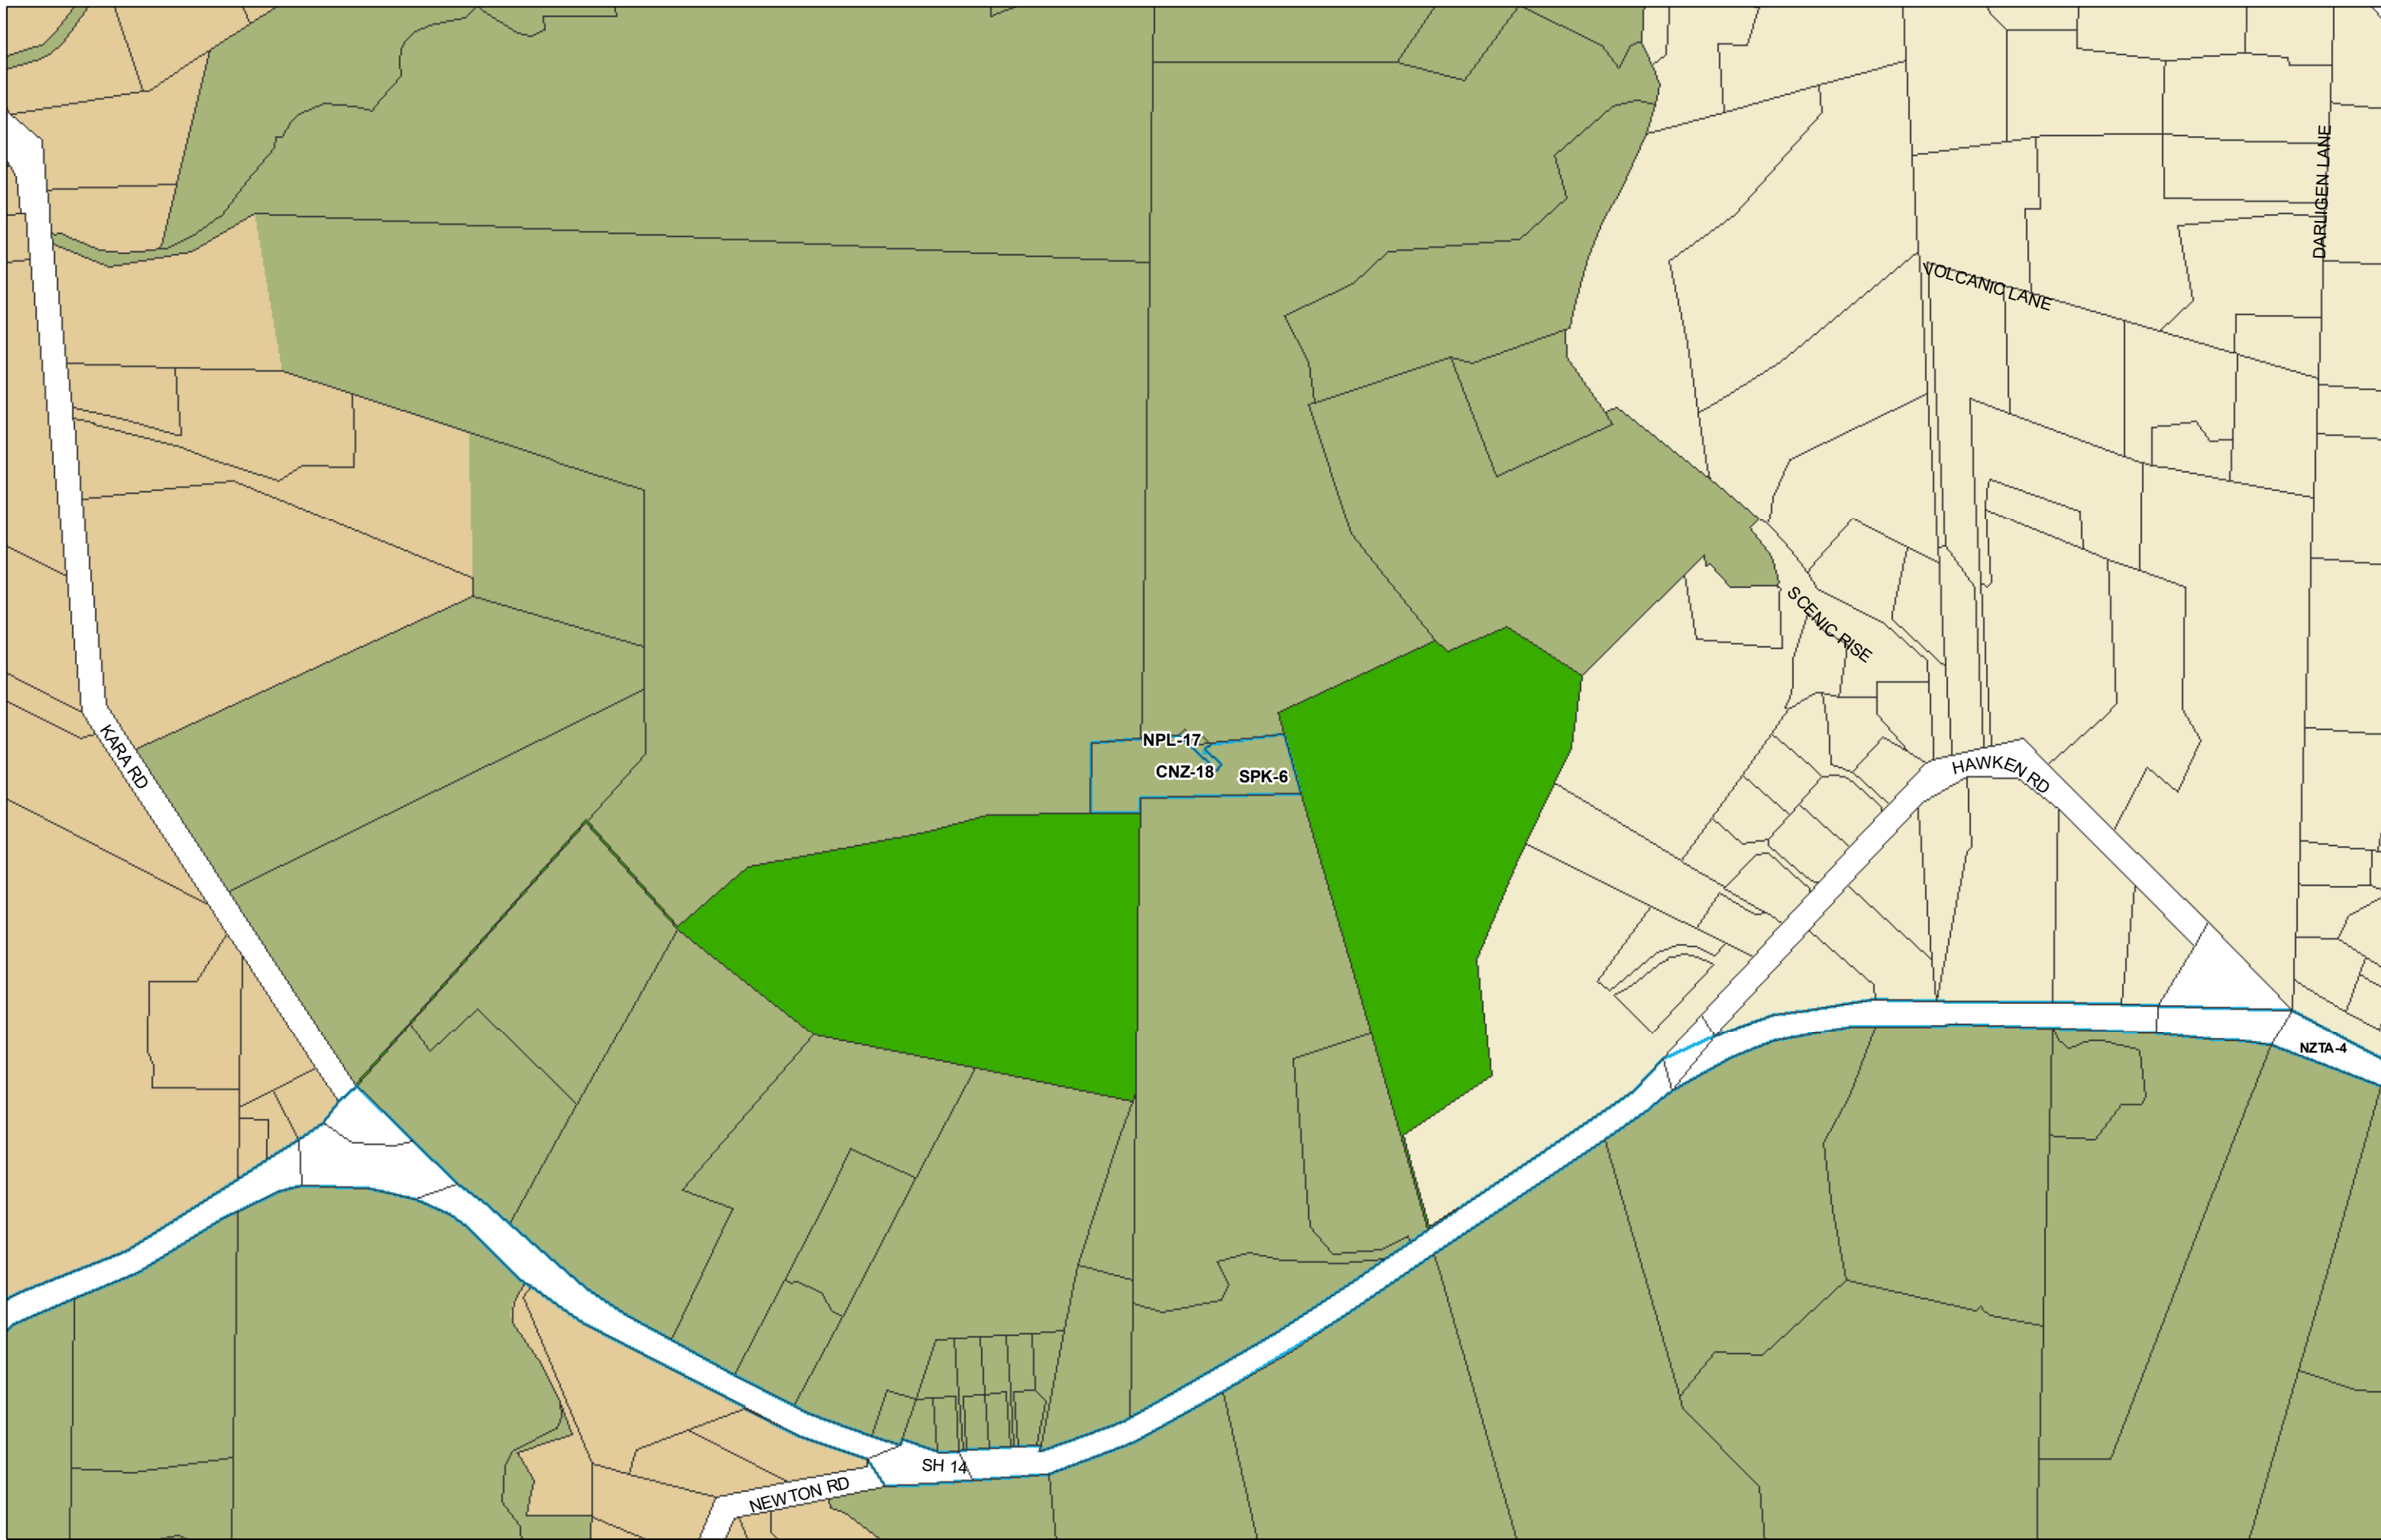 DARLIGEN LANE
VOLCANIC LANE
SCENIC RISE
KARA RD
NPL-17
CNZ-18
SPK-6
HAWKEN RD
NZTA-4
SH 14
NEWTON RD